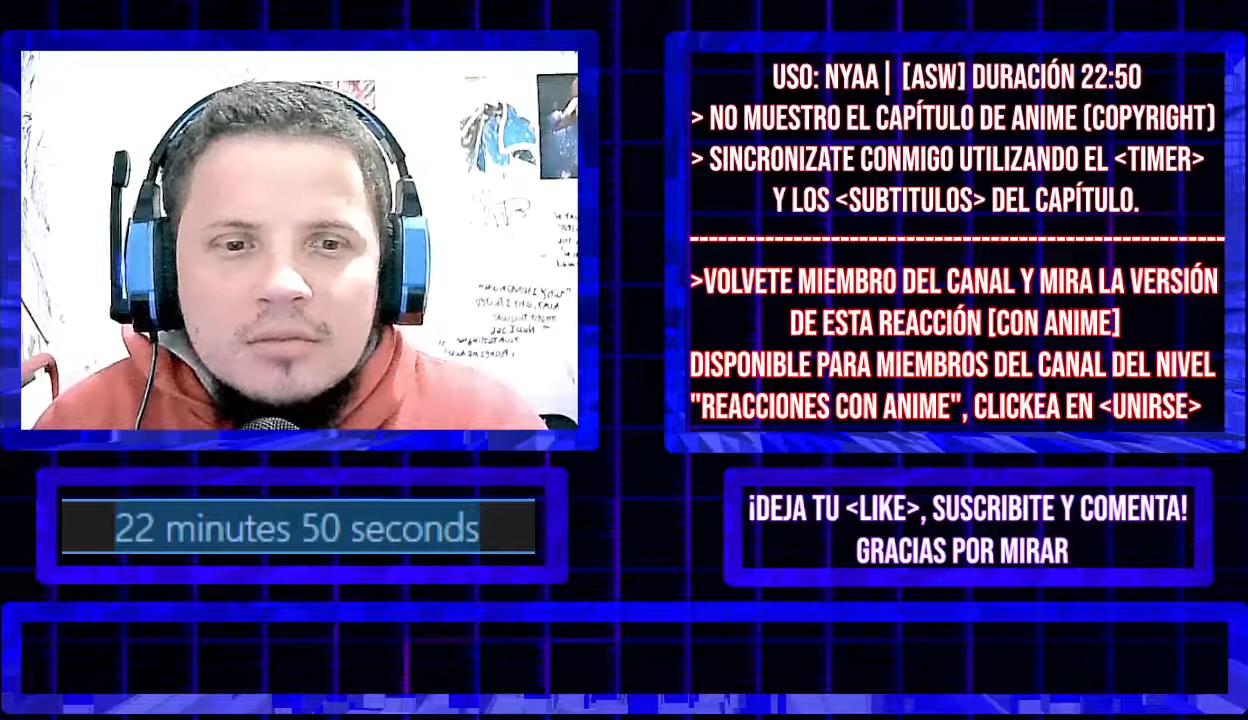 USO: NYAA| [ASW] DURACIÓN 22:50
> NO MUESTRO EL CAPÍTULO DE ANIME (COPYRIGHT)
> SINCRONIZATE CONMIGO UTILIZANDO EL <TIMER>
Y LOS <SUBTITULOS> DEL CAPÍTULO.
>VOLVETE MIEMBRO DEL CANAL Y MIRA LA VERSIÓN
DE ESTA REACCIÓN [CON ANIME]
DISPONIBLE PARA MIEMBROS DEL CANAL DEL NIVEL
"REACCIONES CON ANIME", CLICKEA EN <UNIRSE>
22 minutes 50 seconds
¡DEJA TU <LIKE>, SUSCRIBITE Y COMENTA!
GRACIAS POR MIRAR